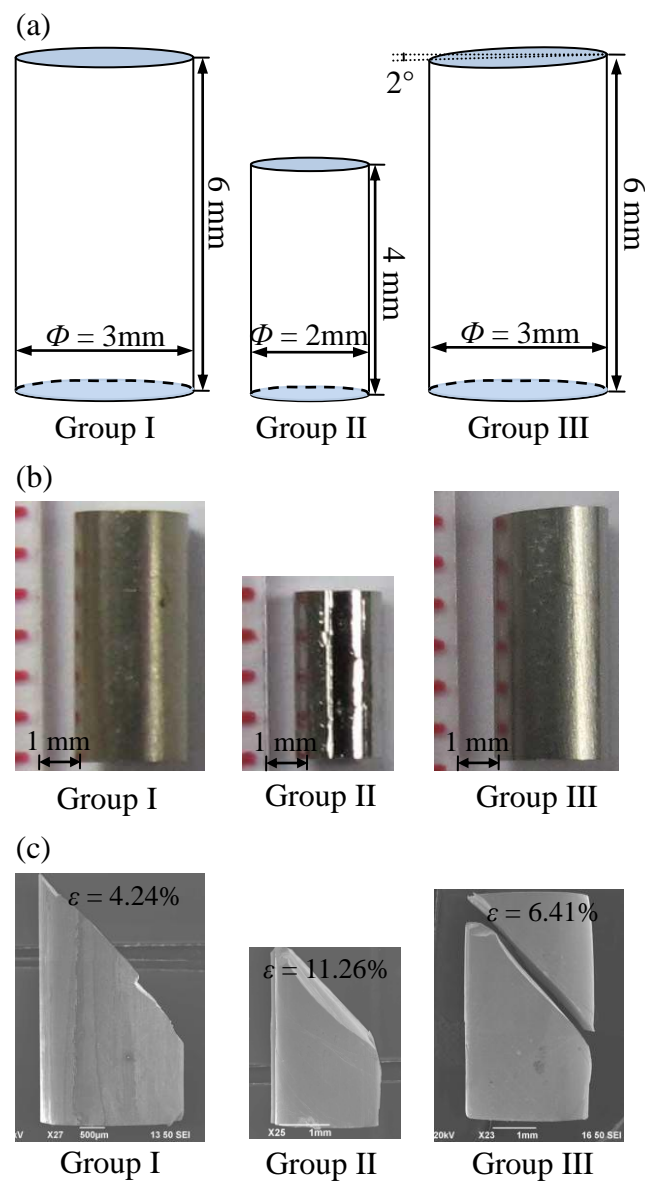 (a)
2°
6 mm
4 mm
6 mm
Φ = 3mm
Φ = 2mm
Φ = 3mm
Group I
Group II
Group III
(b)
1 mm
1 mm
1 mm
Group I
Group II
Group III
(c)
ε = 4.24%
ε = 11.26%
ε = 6.41%
kV X27 500μm 13 50 SEI
X25 1mm
20kV X23 1mm 16 50 SEI
Group I
Group II
Group III